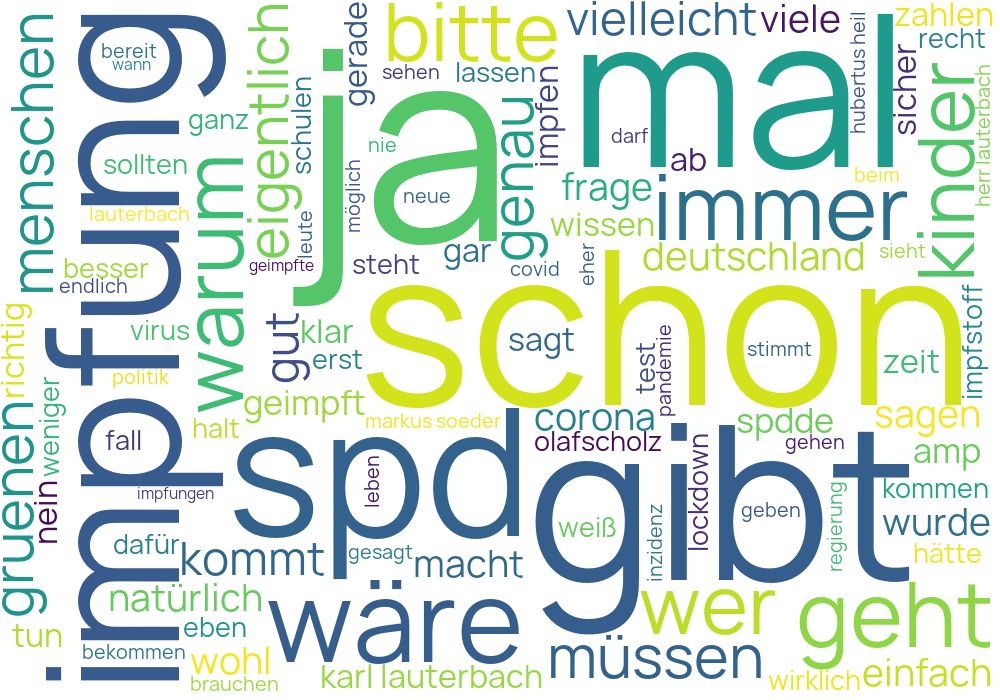 impfung
ja
mal
schon
gibt
spd
wäre
menschen
bereit
wann
ganz
sollten
lauterbach
besser
endlich
virus
politik
richtig
weniger
gruenen
nein
fall
impfungen
dafür
kommt
natürlich
eben
tun
bekommen
wohl
brauchen
karl lauterbach
eigentlich
warum
schulen
leute
geimpfte
gerade
möglich
nie
neue
sehen
bitte
lassen
genau
impfen
vielleicht
viele
darf
ab
hubertus heil
sicher
zahlen
recht
kinder
herr lauterbach
beim
frage
wissen
immer
deutschland
sieht
steht
gar
covid
eher
gut
klar
erst
geimpft
halt
sagt
test
pandemie
stimmt
zeit
impfstoff
markus soeder
corona
olafscholz
spdde
gehen
sagen
amp
kommen
wurde
hätte
lockdown
geben
regierung
weiß
inzidenz
leben
gesagt
macht
wer
müssen
geht
wirklich
einfach